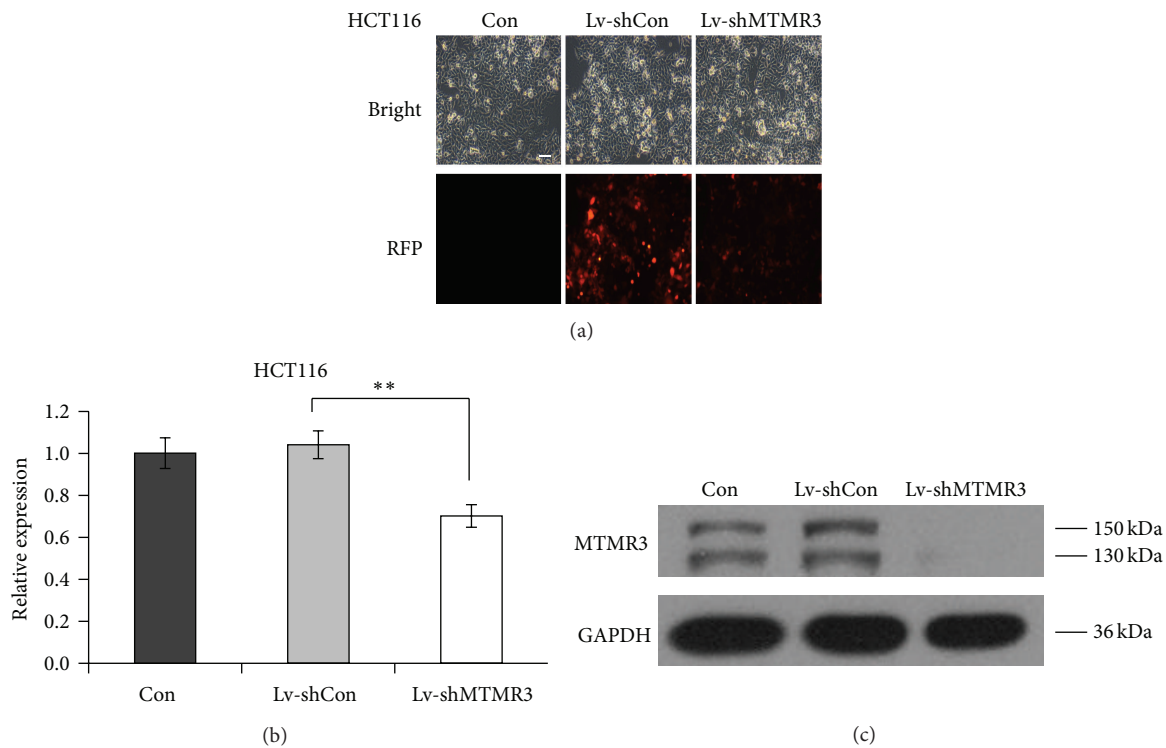 HCT116 Con Lv-shCon Lv-shMTMR3
Bright
RFP
(a)
HCT116
**
Relative expression
1.2
1.0
0.8
0.6
0.4
0.2
0.0
Con Lv-shCon Lv-shMTMR3
(b)
Con Lv-shCon Lv-shMTMR3
MTMR3
150 kDa
130 kDa
GAPDH
36 kDa
(c)